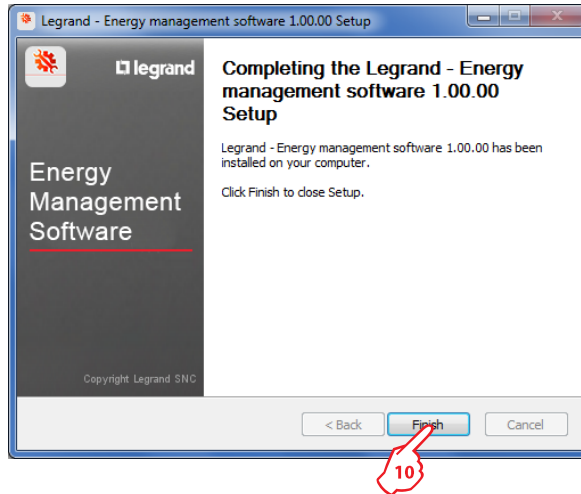 Legrand - Energy management software 1.00.00 Setup
legrand
Energy
Management
Software
Copyright Legrand SNC
Completing the Legrand - Energy
management software 1.00.00
Setup
Legrand - Energy management software 1.00.00 has been
installed on your computer.
Click Finish to close Setup.
< Back
Finish
Cancel
10